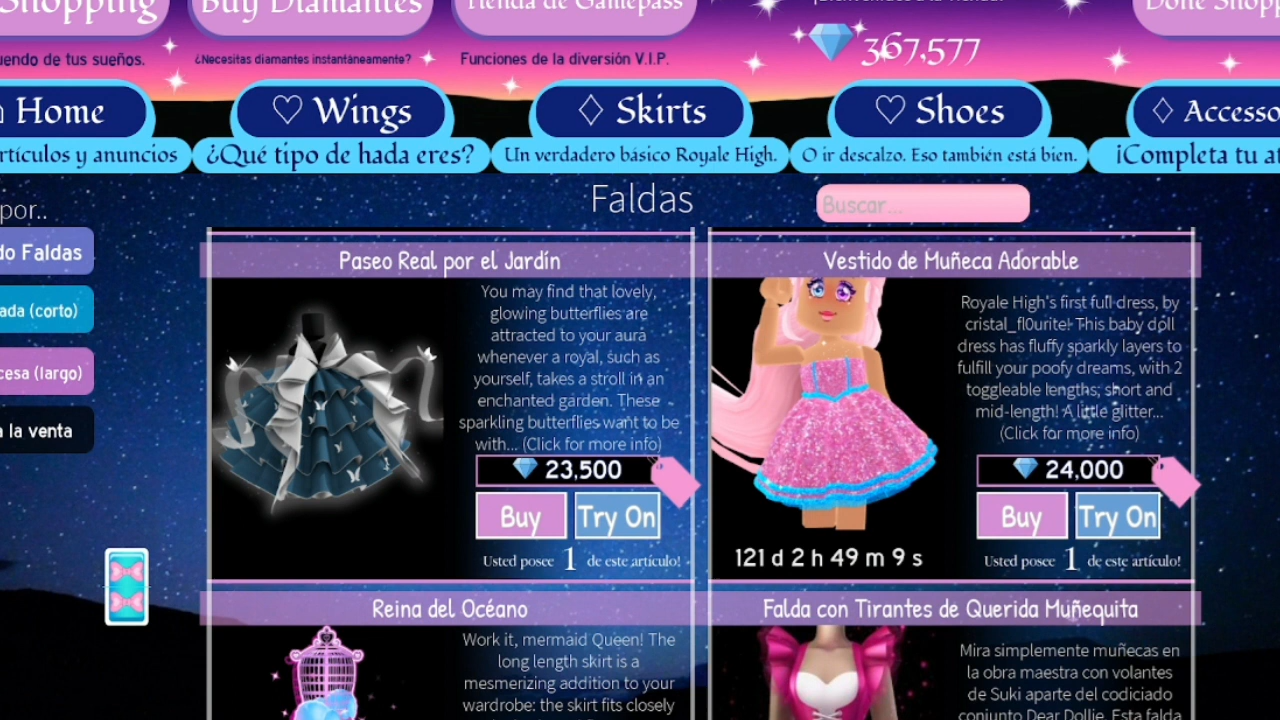 Shopping
Buy Diamantes
Tienda de Gamepass
Done Shopp
uendo de tus sueños.
¿Necesitas diamantes instantáneamente?
Funciones de la diversión V.I.P.
367,577
Home
♡ Wings
♢ Skirts
♡ Shoes
♢ Accesso
rtículos y anuncios
¿Qué tipo de hada eres?
Un verdadero básico Royale High.
O ir descalzo. Eso también está bien.
¡Completa tu at
por..
Faldas
Buscar...
do Faldas
ada (corto)
cesa (largo)
a la venta
Paseo Real por el Jardín
You may find that lovely,
glowing butterflies are
attracted to your aura
whenever a royal, such as
yourself, takes a stroll in an
enchanted garden. These
sparkling butterflies want to be
with... (Click for more info)
23,500
Buy
Try On
Usted posee 1 de este artículo!
Vestido de Muñeca Adorable
Royale High's first full dress, by
cristal_fl0urite! This baby doll
dress has fluffy sparkly layers to
fulfill your poofy dreams, with 2
toggleable lengths; short and
mid-length! A little glitter...
(Click for more info)
24,000
Buy
Try On
121 d 2 h 49 m 9 s
Usted posee 1 de este artículo!
Reina del Océano
Work it, mermaid Queen! The
long length skirt is a
mesmerizing addition to your
wardrobe: the skirt fits closely
Falda con Tirantes de Querida Muñequita
Mira simplemente muñecas en
la obra maestra con volantes
de Suki aparte del codiciado
conjunto Dear Dollie. Esta falda